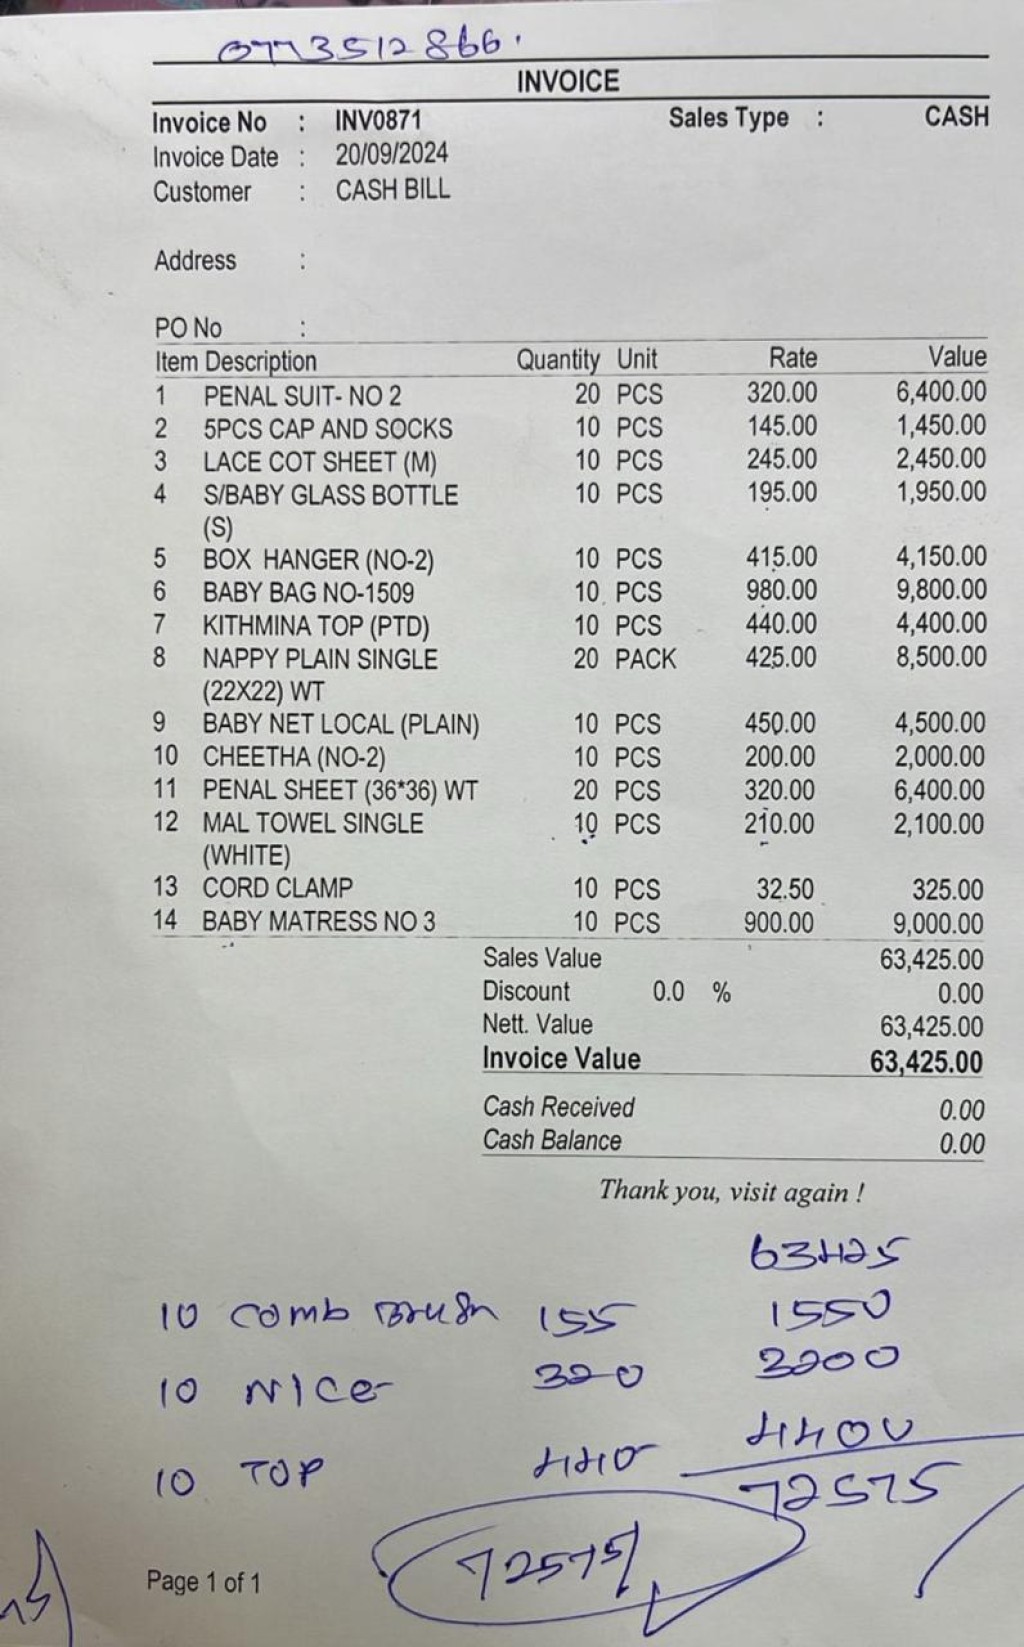 0773512866.
INVOICE
Invoice No : INV0871 Sales Type : CASH
Invoice Date : 20/09/2024
Customer : CASH BILL
Address :
PO No :
Item Description Quantity Unit Rate Value
1 PENAL SUIT- NO 2 20 PCS 320.00 6,400.00
2 5PCS CAP AND SOCKS 10 PCS 145.00 1,450.00
3 LACE COT SHEET (M) 10 PCS 245.00 2,450.00
4 S/BABY GLASS BOTTLE 10 PCS 195.00 1,950.00
(S)
5 BOX HANGER (NO-2) 10 PCS 415.00 4,150.00
6 BABY BAG NO-1509 10 PCS 980.00 9,800.00
7 KITHMINA TOP (PTD) 10 PCS 440.00 4,400.00
8 NAPPY PLAIN SINGLE 20 PACK 425.00 8,500.00
(22X22) WT
9 BABY NET LOCAL (PLAIN) 10 PCS 450.00 4,500.00
10 CHEETHA (NO-2) 10 PCS 200.00 2,000.00
11 PENAL SHEET (36*36) WT 20 PCS 320.00 6,400.00
12 MAL TOWEL SINGLE 10 PCS 210.00 2,100.00
(WHITE)
13 CORD CLAMP 10 PCS 32.50 325.00
14 BABY MATRESS NO 3 10 PCS 900.00 9,000.00
Sales Value 63,425.00
Discount 0.0 % 0.00
Nett. Value 63,425.00
Invoice Value 63,425.00
Cash Received 0.00
Cash Balance 0.00
Thank you, visit again !
63425
10 comb Brush 155 1550
10 NICE 320 3200
10 TOP 440 4400
72575
72575/
Page 1 of 1